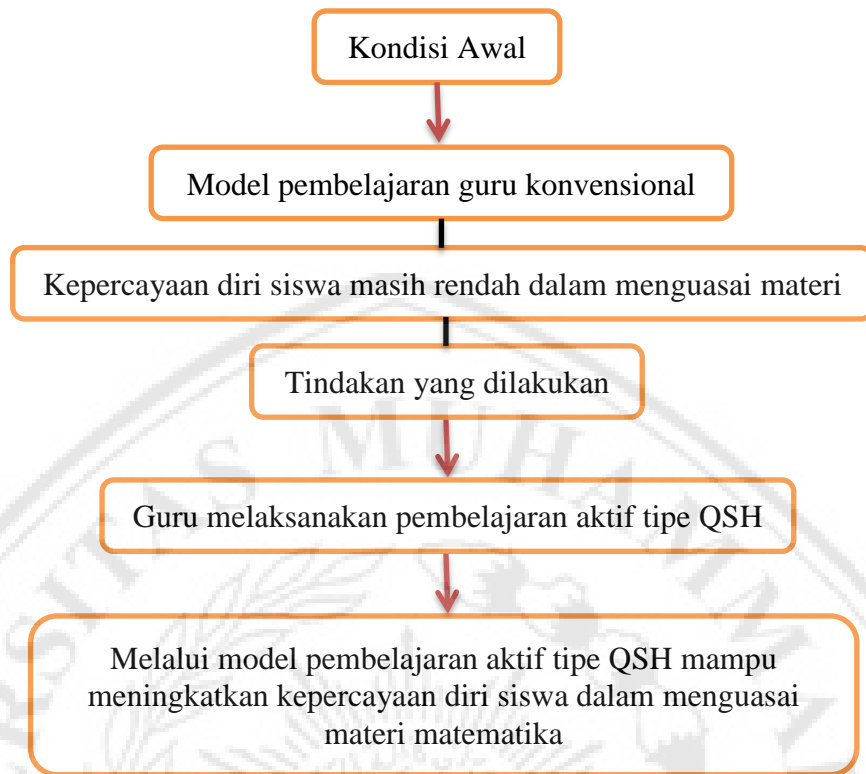 Kondisi Awal
Model pembelajaran guru konvensional
Kepercayaan diri siswa masih rendah dalam menguasai materi
Tindakan yang dilakukan
Guru melaksanakan pembelajaran aktif tipe QSH
Melalui model pembelajaran aktif tipe QSH mampu
meningkatkan kepercayaan diri siswa dalam menguasai
materi matematika